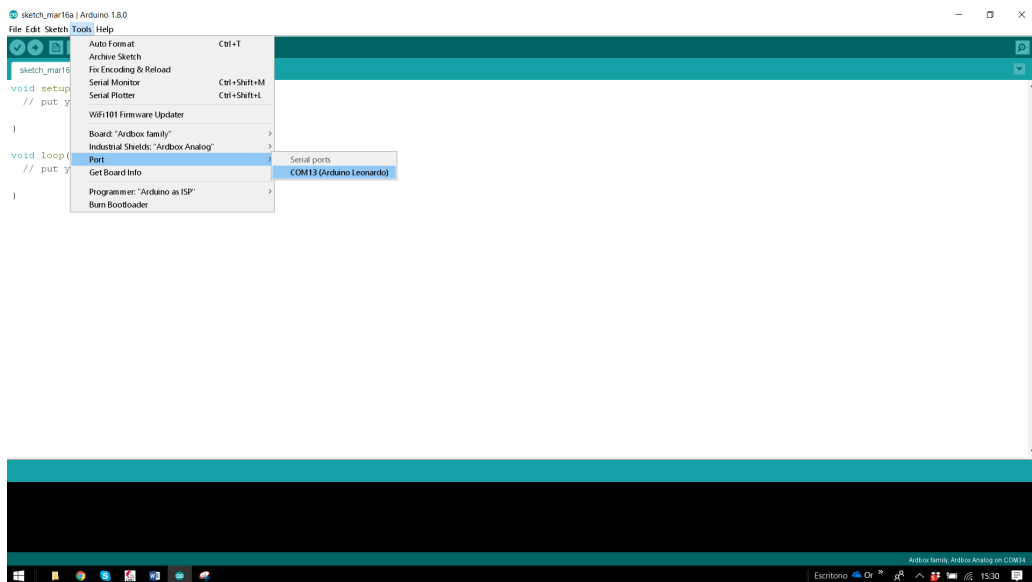 sketch_mar16a | Arduino 1.8.0
File Edit Sketch Tools Help
Auto Format Ctrl+T
Archive Sketch
Fix Encoding & Reload
Serial Monitor Ctrl+Shift+M
Serial Plotter Ctrl+Shift+L
WiFi101 Firmware Updater
Board: "Ardbox family"
Industrial Shields: "Ardbox Analog"
Port
Get Board Info
Programmer: "Arduino as ISP"
Burn Bootloader
Serial ports
COM13 (Arduino Leonardo)
sketch_mar16
void setup
// put y
}
void loop(
// put y
}
Ardbox family, Ardbox Analog on COM34
Escritorio Or » 15:30